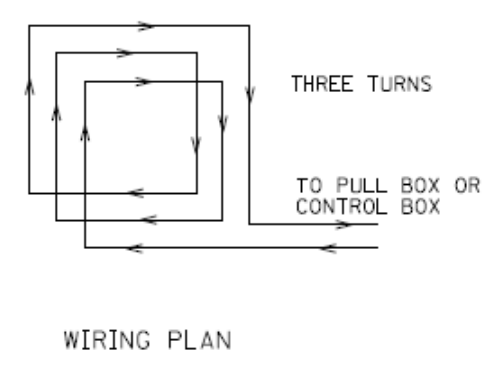 THREE TURNS
TO PULL BOX OR
CONTROL BOX
WIRING PLAN